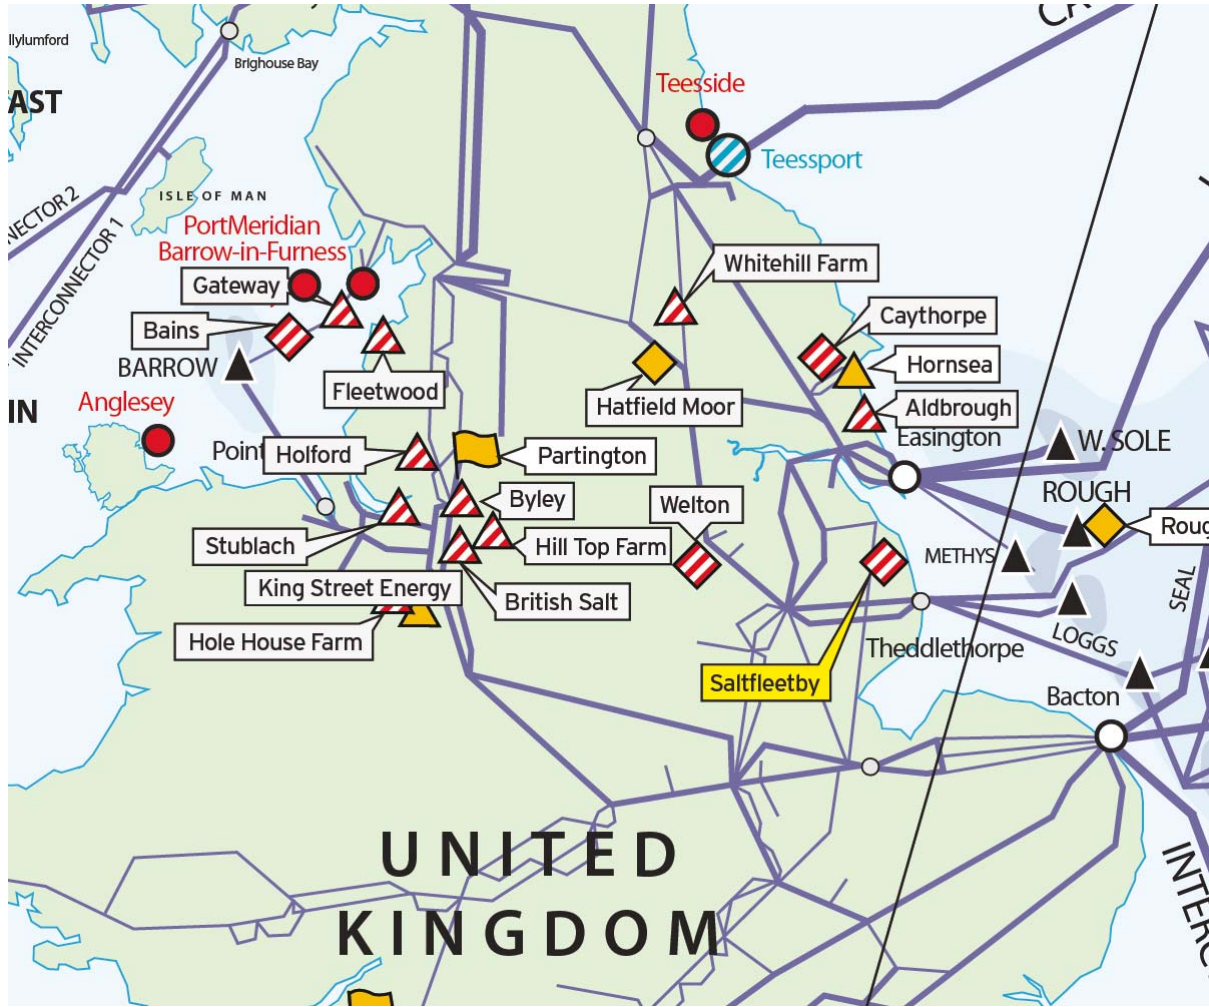 llylumford
Brighouse Bay
AST
CR
Teesside
Teessport
ISLE OF MAN
NECTOR 2
INTERCONNECTOR 1
PortMeridian
Barrow-in-Furness
Gateway
Whitehill Farm
Bains
Caythorpe
BARROW
Hornsea
Fleetwood
Hatfield Moor
Aldbrough
IN
Anglesey
Easington
W. SOLE
Point
Holford
Partington
ROUGH
Byley
Welton
Roug
Stublach
Hill Top Farm
METHYS
King Street Energy
British Salt
SEAL
Hole House Farm
LOGGS
Theddlethorpe
Saltfleetby
Bacton
UNITED
KINGDOM
INTERC